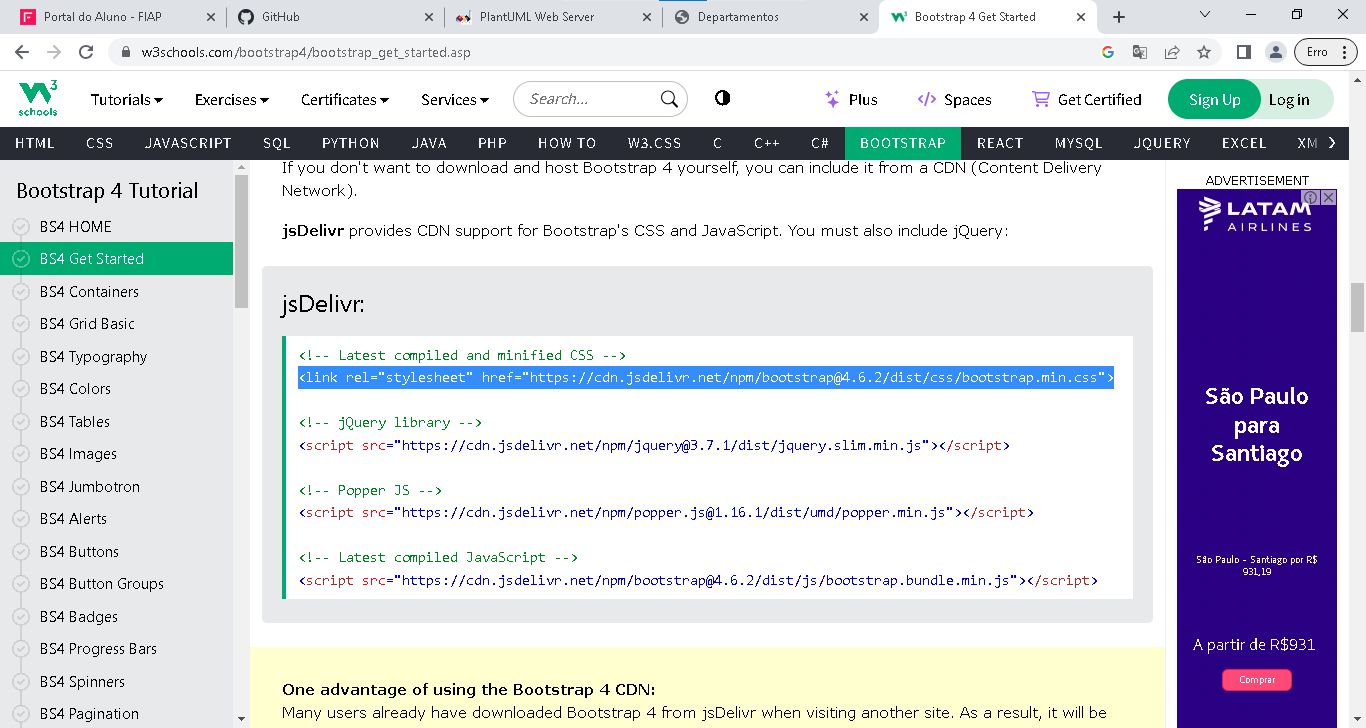 Portal do Aluno - FIAP
GitHub
PlantUML Web Server
Departamentos
Bootstrap 4 Get Started
w3schools.com/bootstrap4/bootstrap_get_started.asp
Erro
3
schools
Tutorials
Exercises
Certificates
Services
Search...
Plus
Spaces
Get Certified
Sign Up
Log in
HTML CSS JAVASCRIPT SQL PYTHON JAVA PHP HOW TO W3.CSS C C++ C# BOOTSTRAP REACT MYSQL JQUERY EXCEL XM
Bootstrap 4 Tutorial
BS4 HOME
BS4 Get Started
BS4 Containers
BS4 Grid Basic
BS4 Typography
BS4 Colors
BS4 Tables
BS4 Images
BS4 Jumbotron
BS4 Alerts
BS4 Buttons
BS4 Button Groups
BS4 Badges
BS4 Progress Bars
BS4 Spinners
BS4 Pagination
If you don't want to download and host Bootstrap 4 yourself, you can include it from a CDN (Content Delivery
Network).
jsDelivr provides CDN support for Bootstrap's CSS and JavaScript. You must also include jQuery:
jsDelivr:
<!-- Latest compiled and minified CSS -->
<link rel="stylesheet" href="https://cdn.jsdelivr.net/npm/bootstrap@4.6.2/dist/css/bootstrap.min.css">
<!-- jQuery library -->
<script src="https://cdn.jsdelivr.net/npm/jquery@3.7.1/dist/jquery.slim.min.js"></script>
<!-- Popper JS -->
<script src="https://cdn.jsdelivr.net/npm/popper.js@1.16.1/dist/umd/popper.min.js"></script>
<!-- Latest compiled JavaScript -->
<script src="https://cdn.jsdelivr.net/npm/bootstrap@4.6.2/dist/js/bootstrap.bundle.min.js"></script>
One advantage of using the Bootstrap 4 CDN:
Many users already have downloaded Bootstrap 4 from jsDelivr when visiting another site. As a result, it will be
ADVERTISEMENT
LATAM
AIRLINES
São Paulo
para
Santiago
São Paulo - Santiago por R$
931,19
A partir de R$931
Comprar